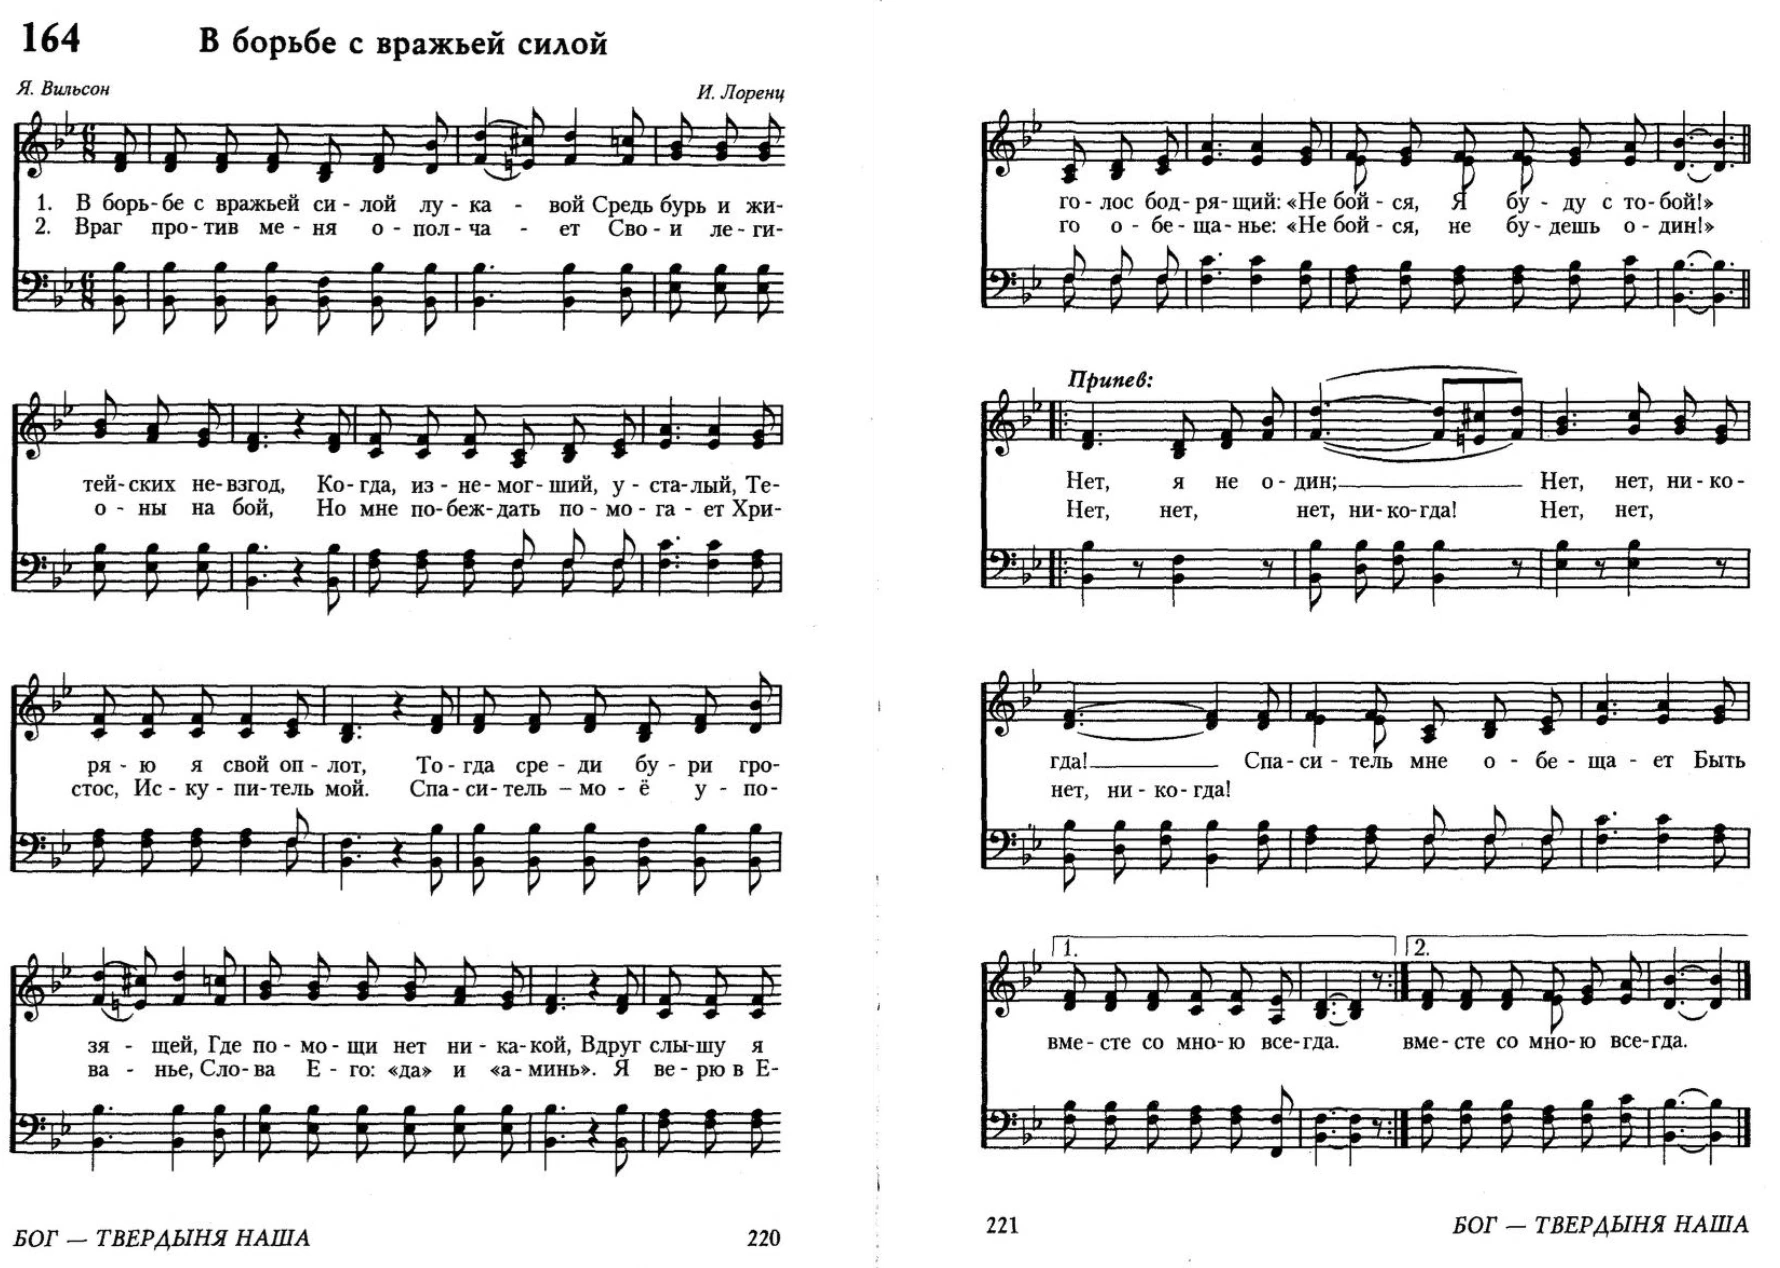 164 В борьбе с вражьей силой
Я. Вильсон
И. Лоренц
1. В борь-бе с вражьей си - лой лу - ка - вой Средь бурь и жи-
2. Враг про - тив ме - ня о - пол - ча - ет Сво - и ле - ги-
тей - ских не - взгод, Ко - гда, из - не - мог - ший, у - ста - лый, Те-
о - ны на бой, Но мне по - беж - дать по - мо - га - ет Хри-
ря - ю я свой оп - лот, То - гда сре - ди бу - ри гро-
стос, Ис - ку - пи - тель мой. Спа - си - тель – мо - ё у - по-
зя - щей, Где по - мо - щи нет ни - ка - кой, Вдруг слы - шу я
ва - нье, Сло - ва Е - го: «да» и «а - минь». Я ве - рю в Е-
БОГ — ТВЕРДЫНЯ НАША 220
го - лос бод - ря - щий: «Не бой - ся, Я бу - ду с то - бой!»
го о - бе - ща - нье: «Не бой - ся, не бу - дешь о - дин!»
Припев:
Нет, я не о - дин; Нет, нет, ни - ко-
Нет, нет, нет, ни - ко - гда! Нет, нет,
гда! Спа - си - тель мне о - бе - ща - ет Быть
нет, ни - ко - гда!
1. 2.
вме - сте со мно - ю все - гда. вме - сте со мно - ю все - гда.
221 БОГ — ТВЕРДЫНЯ НАША